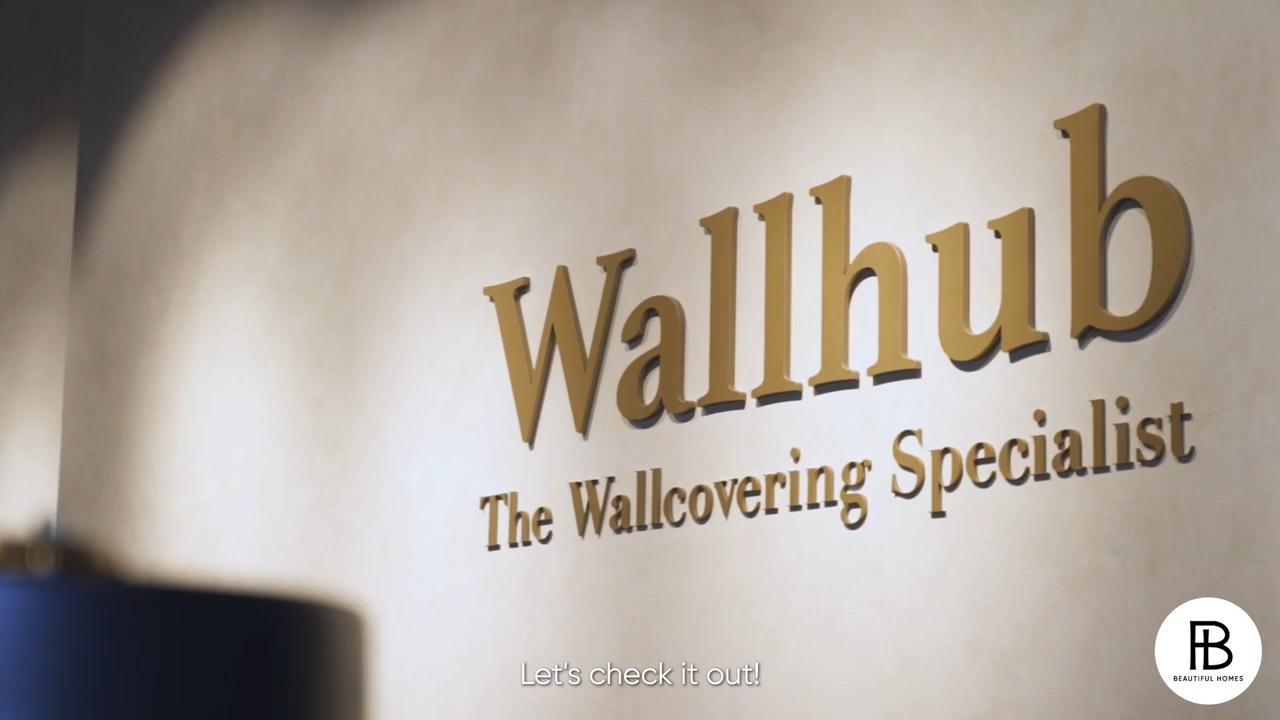 Wallhub
The Wallcovering Specialist
Let's check it out!
BEAUTIFUL HOMES